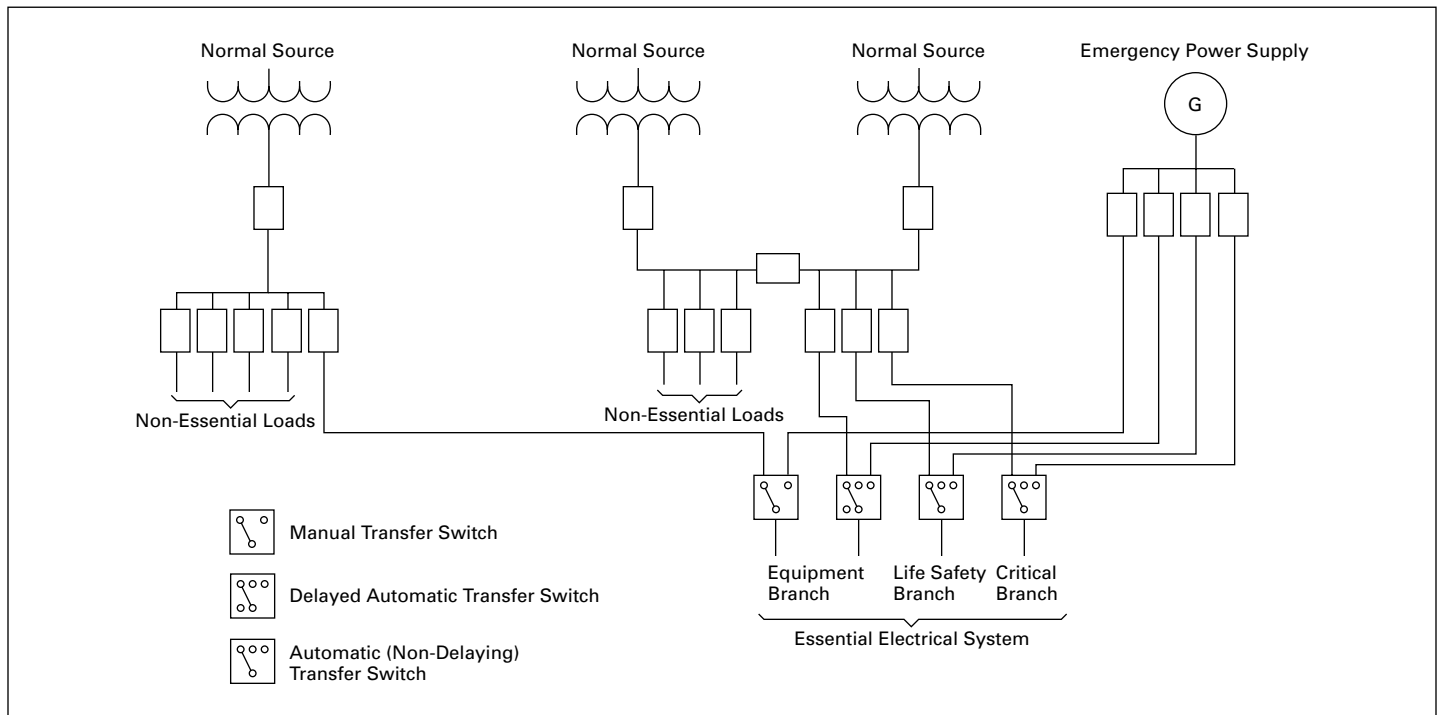 Normal Source
Normal Source
Normal Source
Emergency Power Supply
G
Non-Essential Loads
Non-Essential Loads
Manual Transfer Switch
Delayed Automatic Transfer Switch
Automatic (Non-Delaying)
Transfer Switch
Equipment
Branch
Life Safety
Branch
Critical
Branch
Essential Electrical System